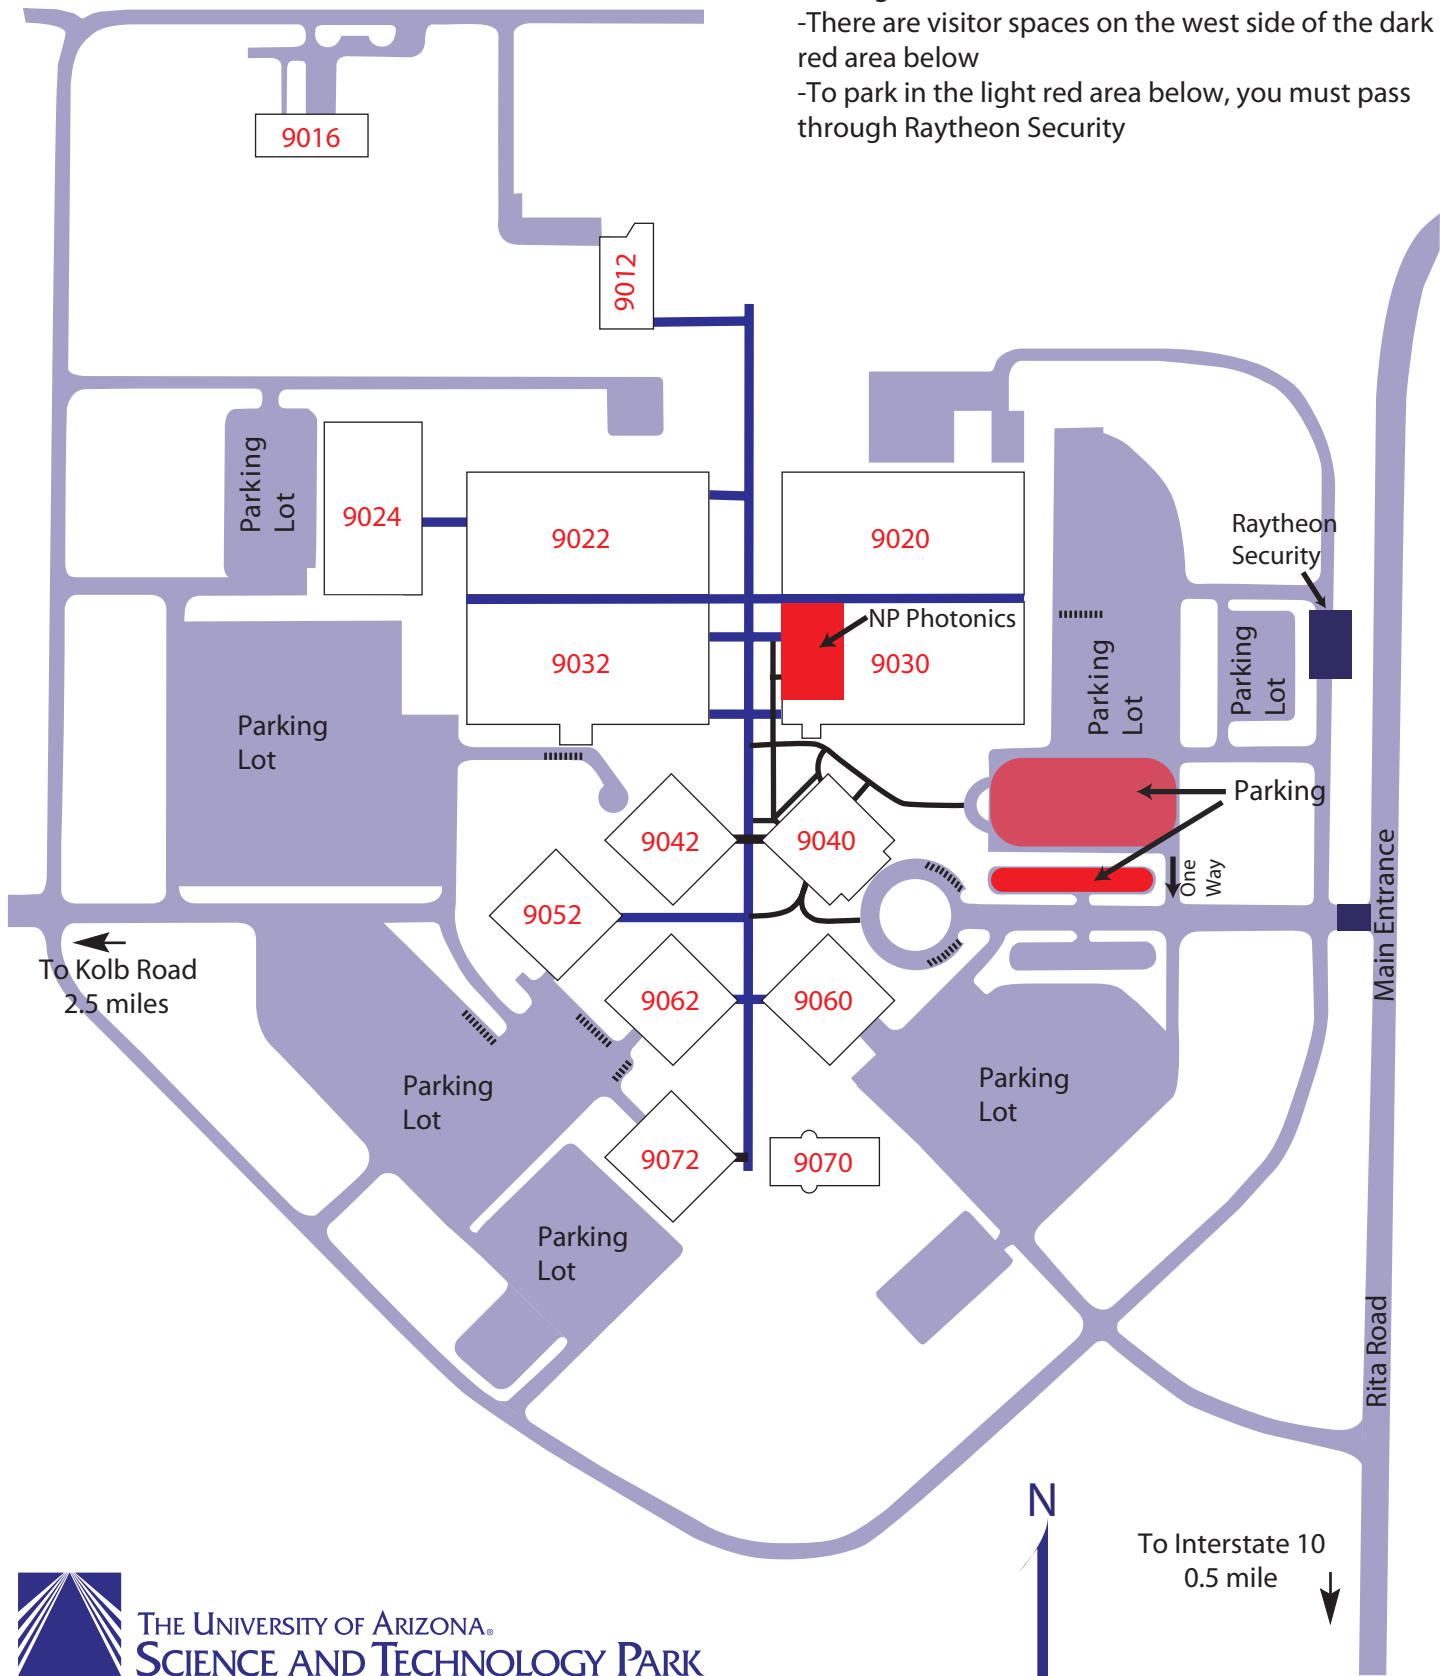 -There are visitor spaces on the west side of the dark
red area below
-To park in the light red area below, you must pass
through Raytheon Security
9016
9012
Parking
Lot
9024
9022
9020
Raytheon
Security
NP Photonics
9032
9030
Parking
Lot
Parking
Lot
Parking
Lot
Parking
9042
9040
One
Way
Main Entrance
9052
To Kolb Road
2.5 miles
9062
9060
Parking
Lot
Parking
Lot
9072
9070
Parking
Lot
Rita Road
N
To Interstate 10
0.5 mile
THE UNIVERSITY OF ARIZONA®
SCIENCE AND TECHNOLOGY PARK